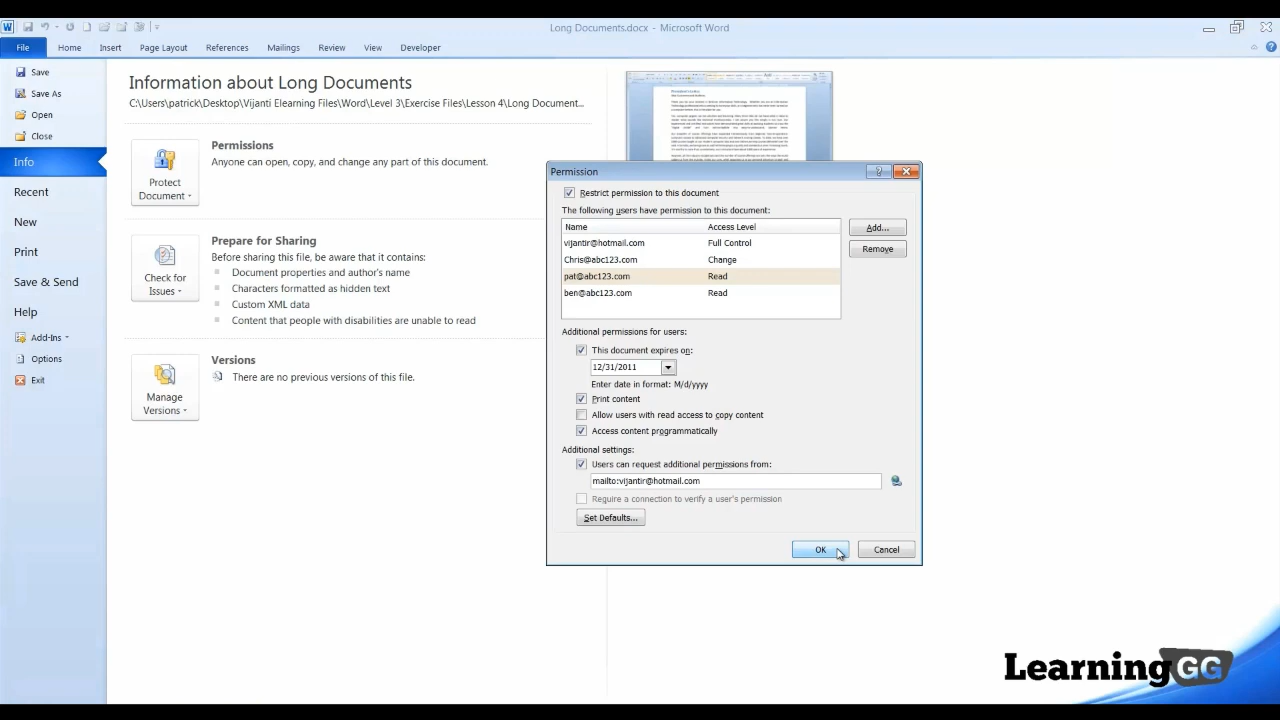 Long Documents.docx - Microsoft Word
File Home Insert Page Layout References Mailings Review View Developer
Save
Save As
Open
Close
Info
Recent
New
Print
Save & Send
Help
Add-Ins
Options
Exit
Information about Long Documents
C:\Users\patrick\Desktop\Vijanti Elearning Files\Word\Level 3\Exercise Files\Lesson 4\Long Document...
Protect
Document
Permissions
Anyone can open, copy, and change any part of this document.
Check for
Issues
Prepare for Sharing
Before sharing this file, be aware that it contains:
Document properties and author's name
Characters formatted as hidden text
Custom XML data
Content that people with disabilities are unable to read
Manage
Versions
Versions
There are no previous versions of this file.
Permission
Restrict permission to this document
The following users have permission to this document:
Name Access Level
vijantir@hotmail.com Full Control
Chris@abc123.com Change
pat@abc123.com Read
ben@abc123.com Read
Add...
Remove
Additional permissions for users:
This document expires on:
12/31/2011
Enter date in format: M/d/yyyy
Print content
Allow users with read access to copy content
Access content programmatically
Additional settings:
Users can request additional permissions from:
mailto:vijantir@hotmail.com
Require a connection to verify a user's permission
Set Defaults...
OK Cancel
LearningGG